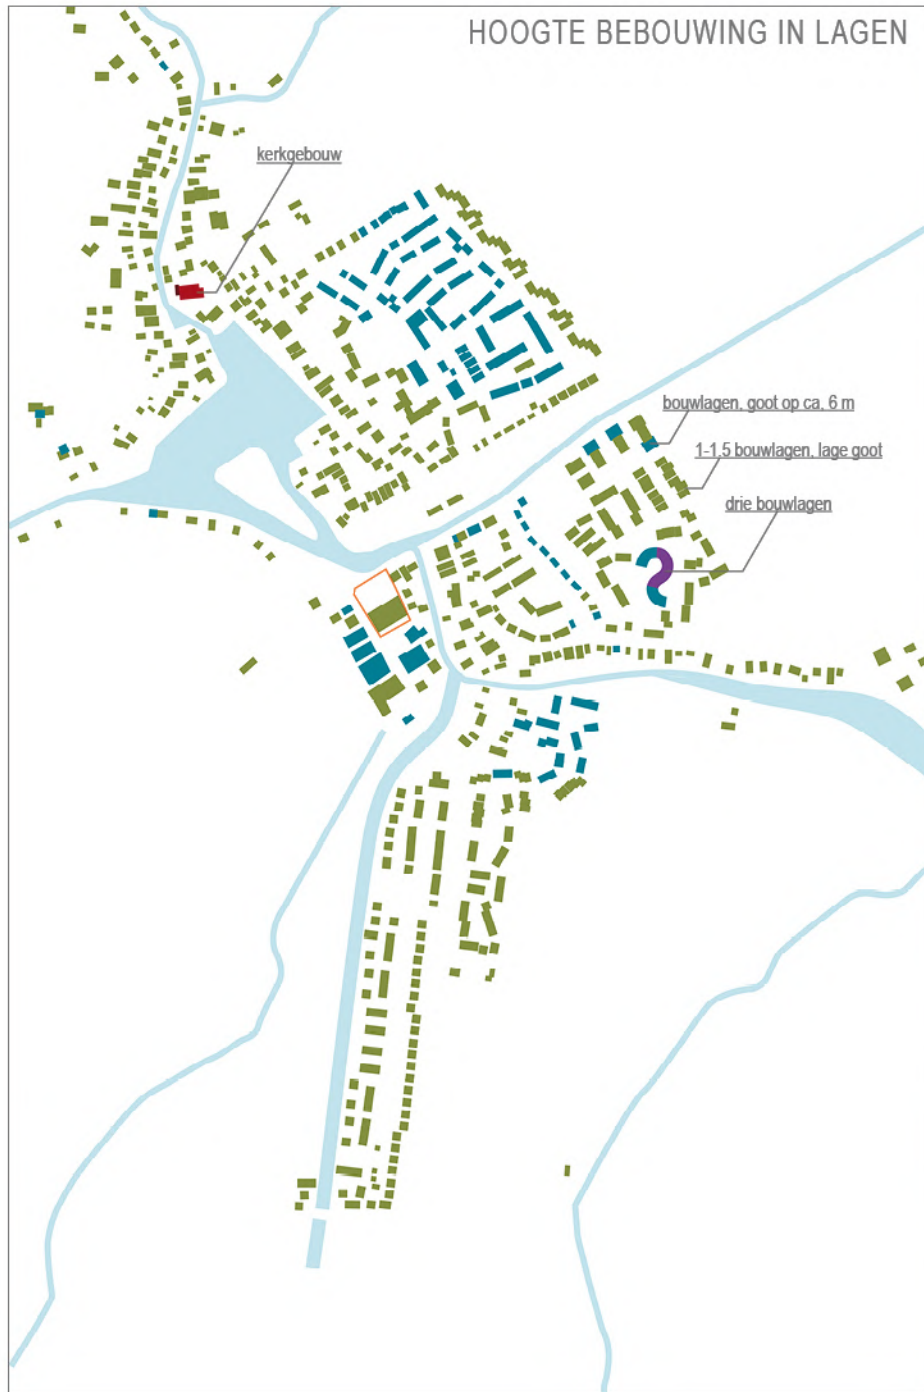 HOOGTE BEBOUWING IN LAGEN
kerkgebouw
bouwlagen, goot op ca. 6 m
1-1,5 bouwlagen, lage goot
drie bouwlagen